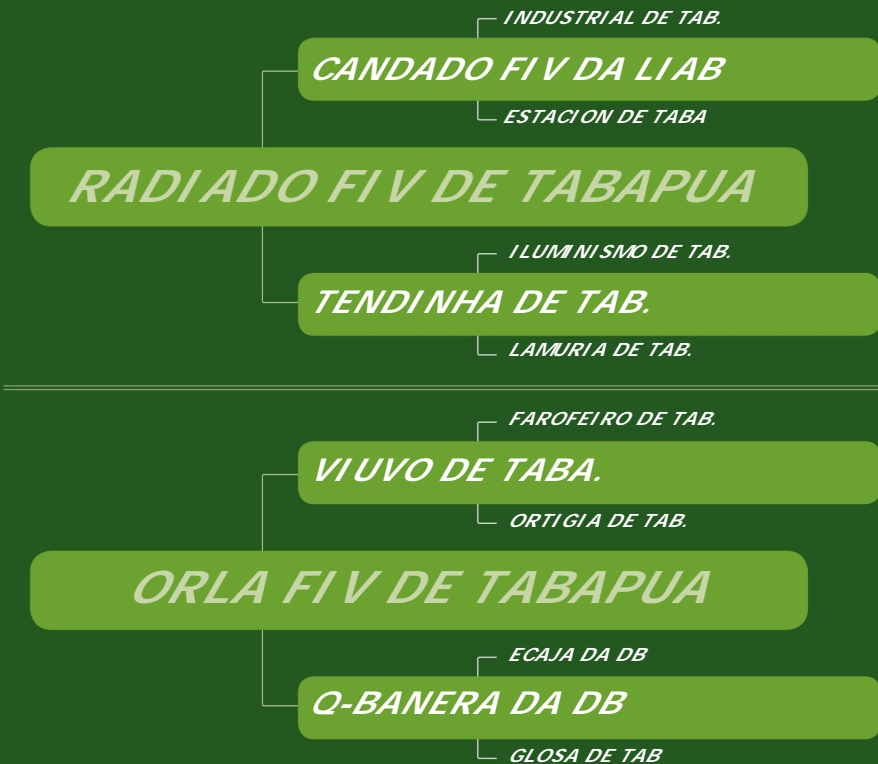 INDUSTRIAL DE TAB.
CANDADO FIV DA LIAB
ESTACION DE TABA
RADIADO FIV DE TABAPUA
ILUMINISMO DE TAB.
TENDINHA DE TAB.
LAMURIA DE TAB.
FAROFEIRO DE TAB.
VIUVO DE TABA.
ORTIGIA DE TAB.
ORLA FIV DE TABAPUA
ECAJA DA DB
Q-BANERA DA DB
GLOSA DE TAB